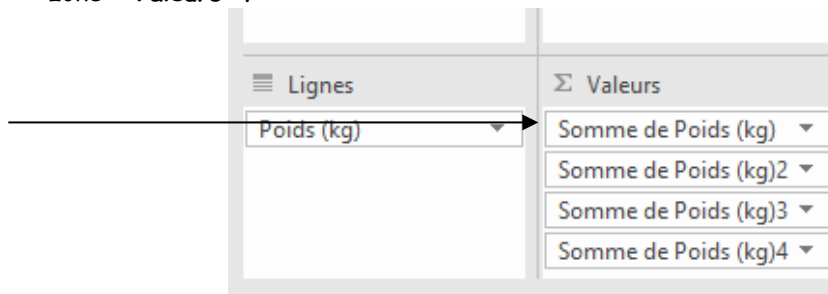 Lignes
Σ Valeurs
Poids (kg)
Somme de Poids (kg)
Somme de Poids (kg)2
Somme de Poids (kg)3
Somme de Poids (kg)4